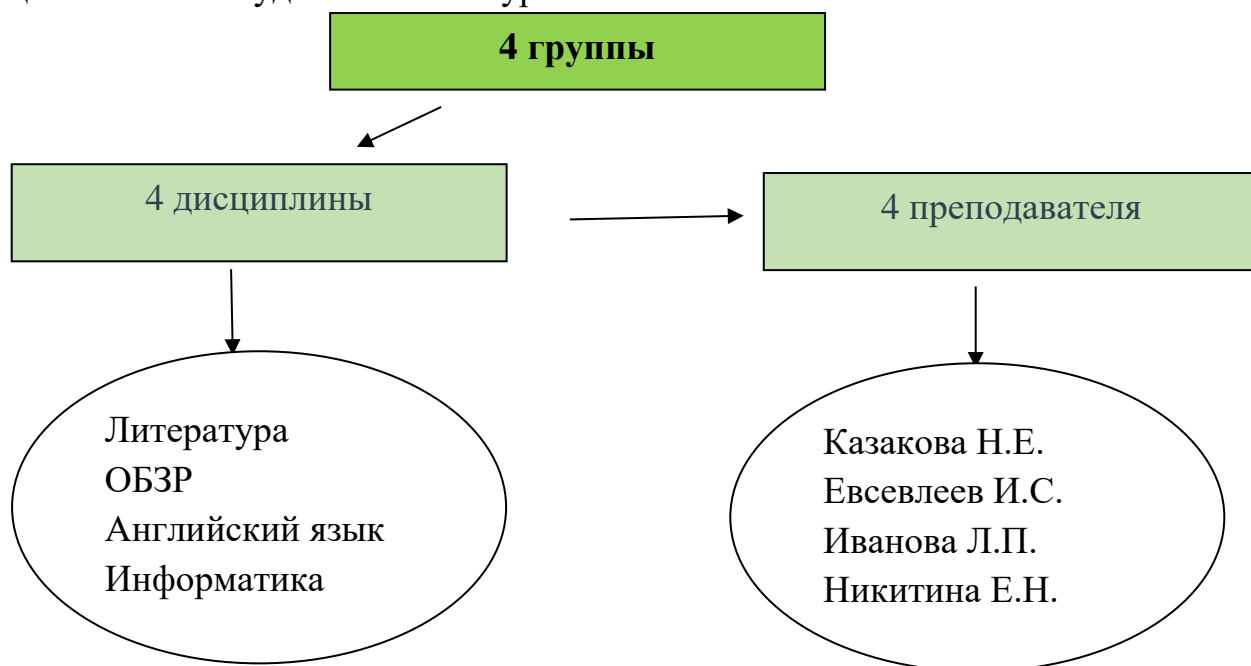 4 группы
4 дисциплины
4 преподавателя
Литература
ОБЗР
Английский язык
Информатика
Казакова Н.Е.
Евсевлеев И.С.
Иванова Л.П.
Никитина Е.Н.